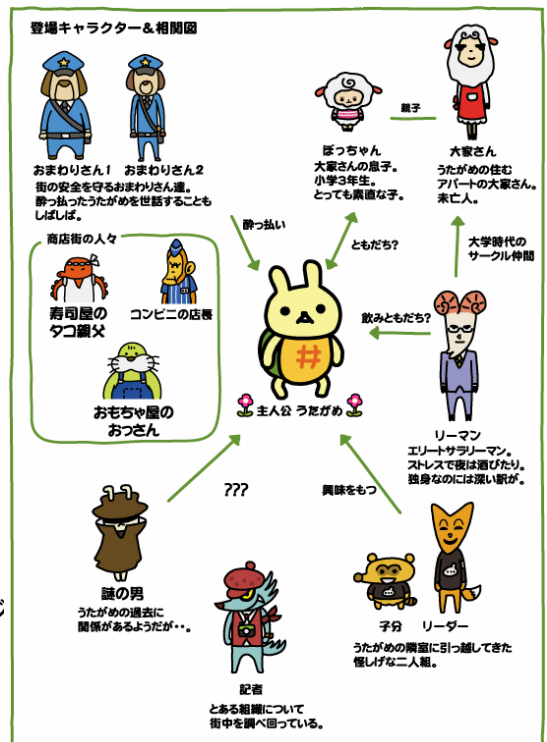 登場キャラクター＆相関図
おまわりさん1
おまわりさん2
街の安全を守るおまわりさん達。
酔っ払ったうたがめを世話することも
しばしば。
ぼっちゃん
大家さんの息子。
小学3年生。
とっても素直な子。
親子
大家さん
うたがめの住む
アパートの大家さん。
未亡人。
酔っ払い
ともだち?
大学時代の
サークル仲間
商店街の人々
寿司屋の
タコ親父
コンビニの店長
おもちゃ屋の
おっさん
井
主人公 うたがめ
飲みともだち?
リーマン
エリートサラリーマン。
ストレスで夜は酒びたり。
独身なのには深い訳が。
???
興味をもつ
謎の男
うたがめの過去に
関係があるようだが・・。
記者
とある組織について
街中を調べ回っている。
子分
リーダー
うたがめの隣室に引っ越してきた
怪しげな二人組。